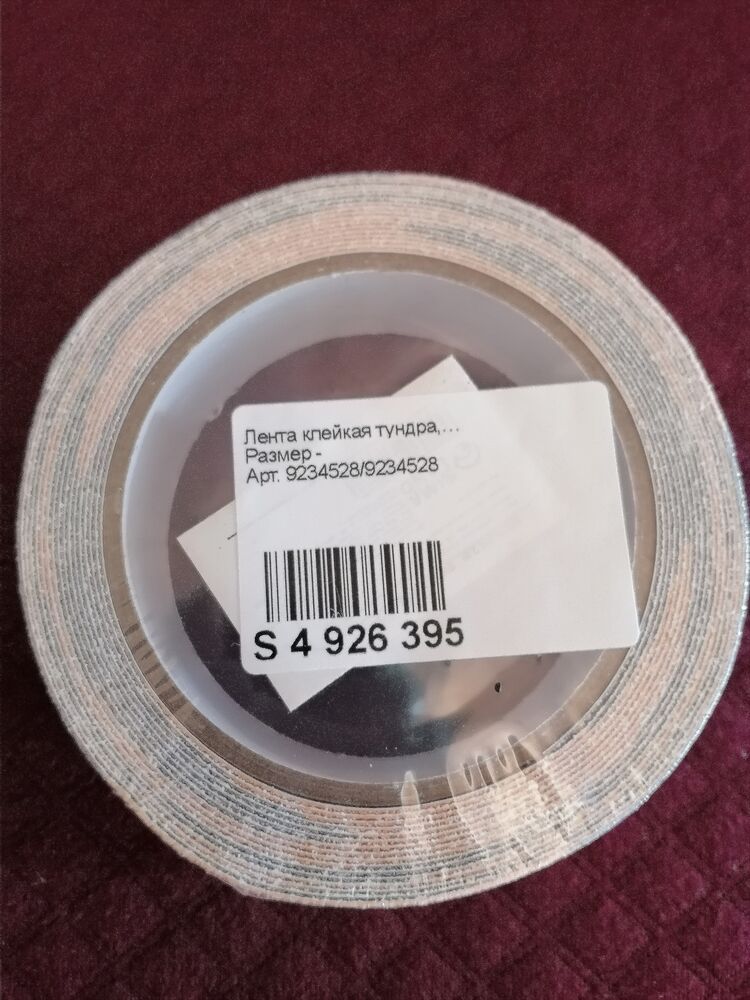 Лента клейкая тундра,...
Размер -
Арт. 9234528/9234528
S 4 926 395